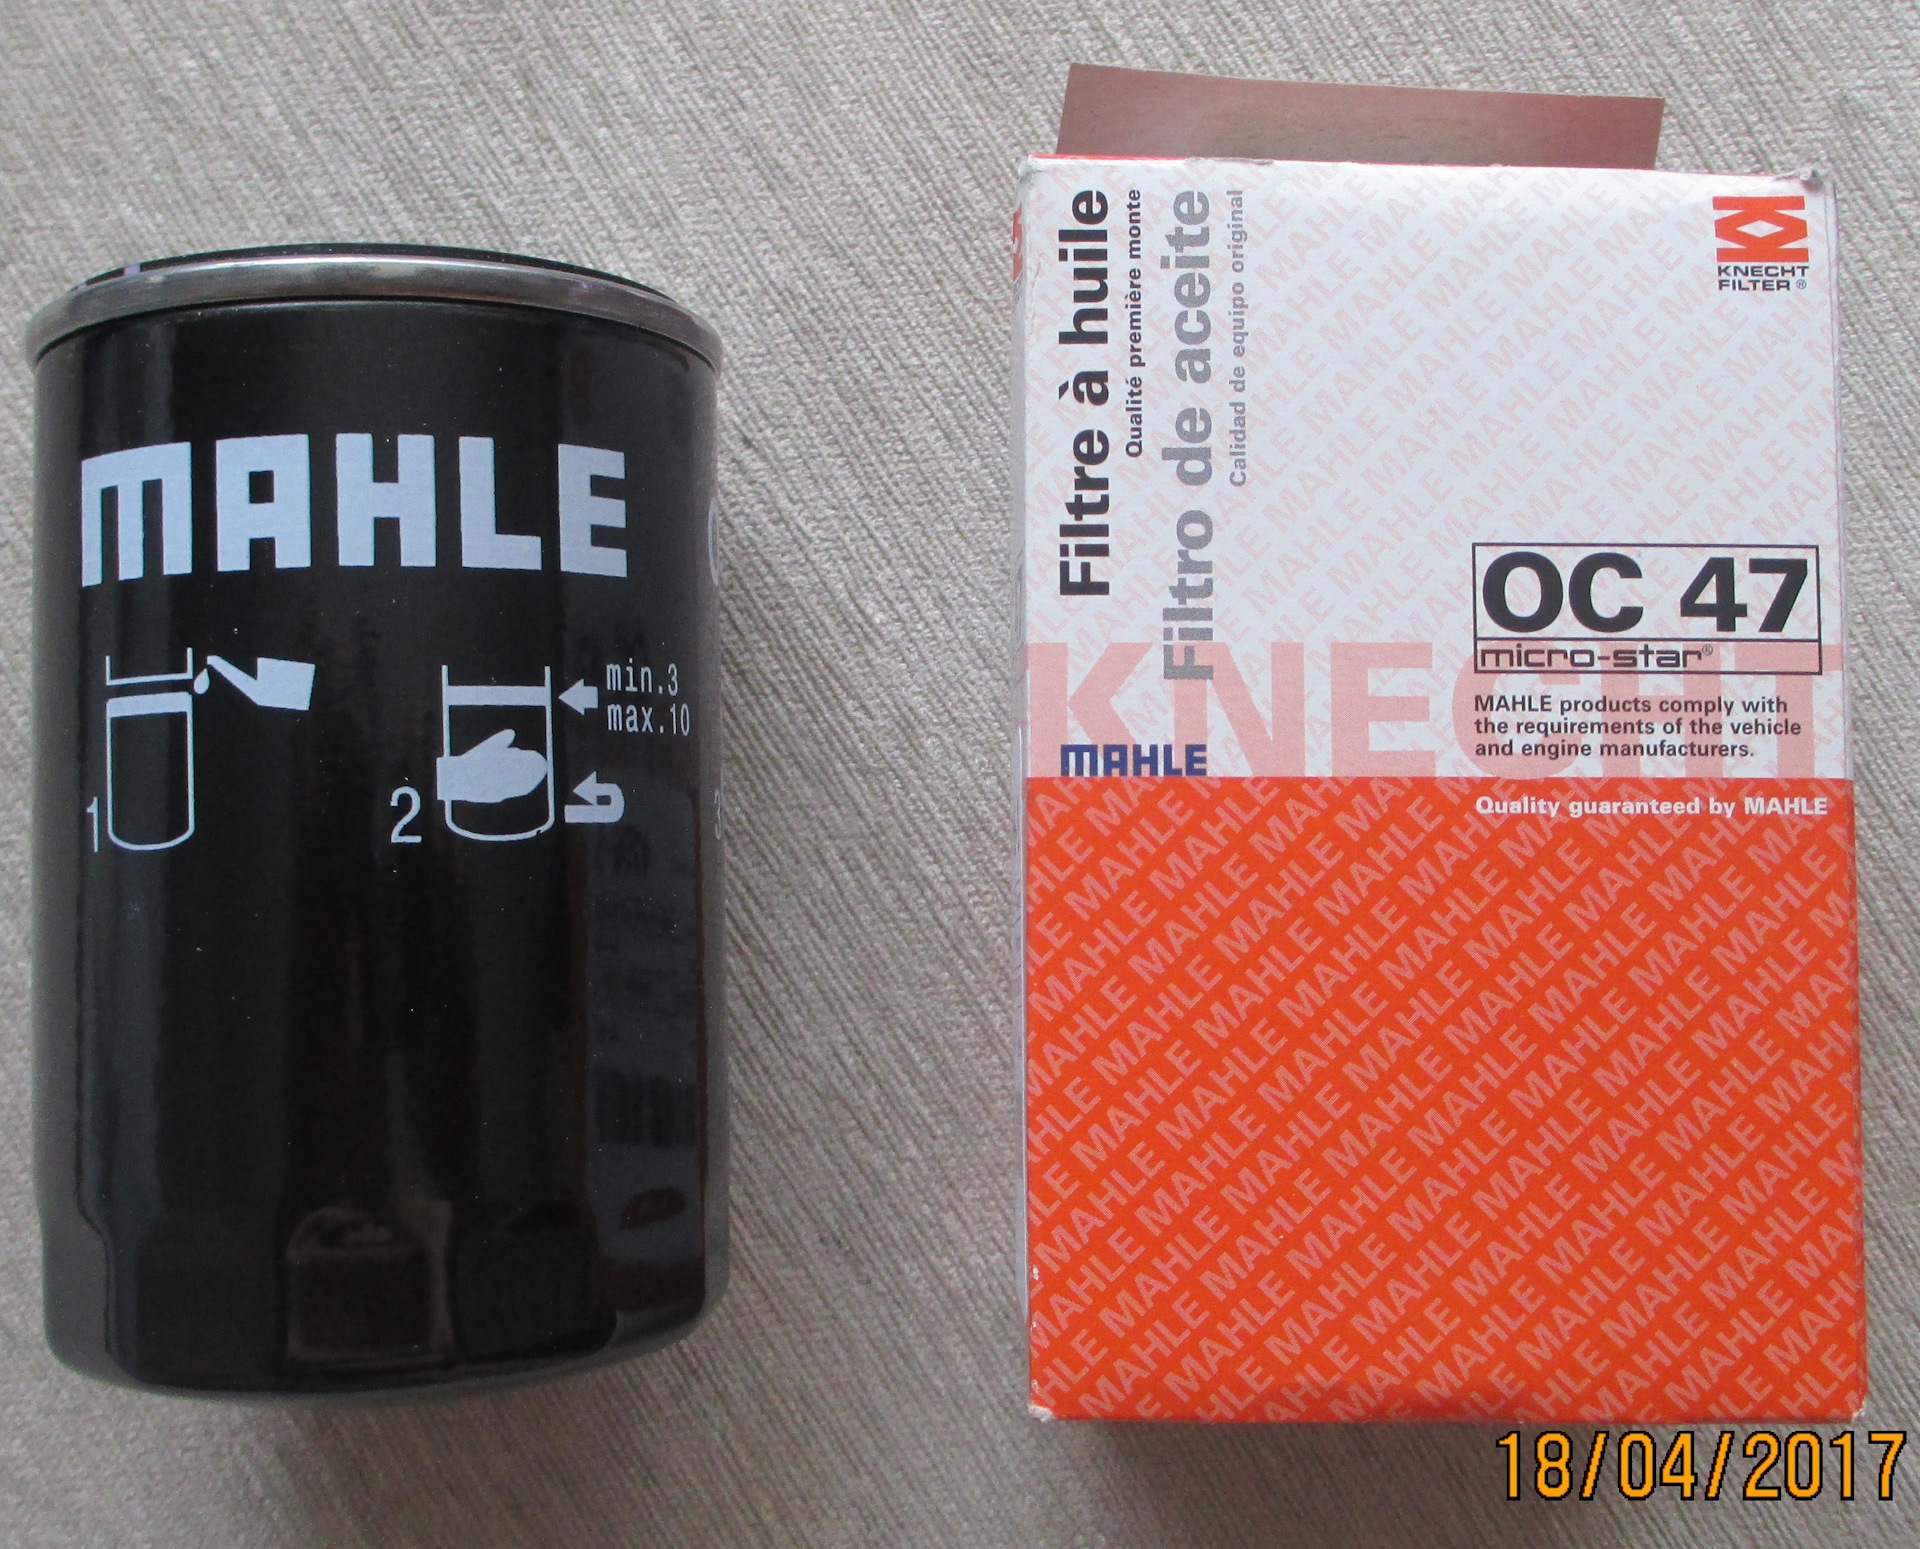 MAHLE
min.3
max.10
1
2
3
Filtre à huile
Qualité première monte
Filtro de aceite
Calidad de equipo original
KNECHT
FILTER®
OC 47
micro-star®
KNECHT
MAHLE products comply with
the requirements of the vehicle
and engine manufacturers.
MAHLE
Quality guaranteed by MAHLE
18/04/2017